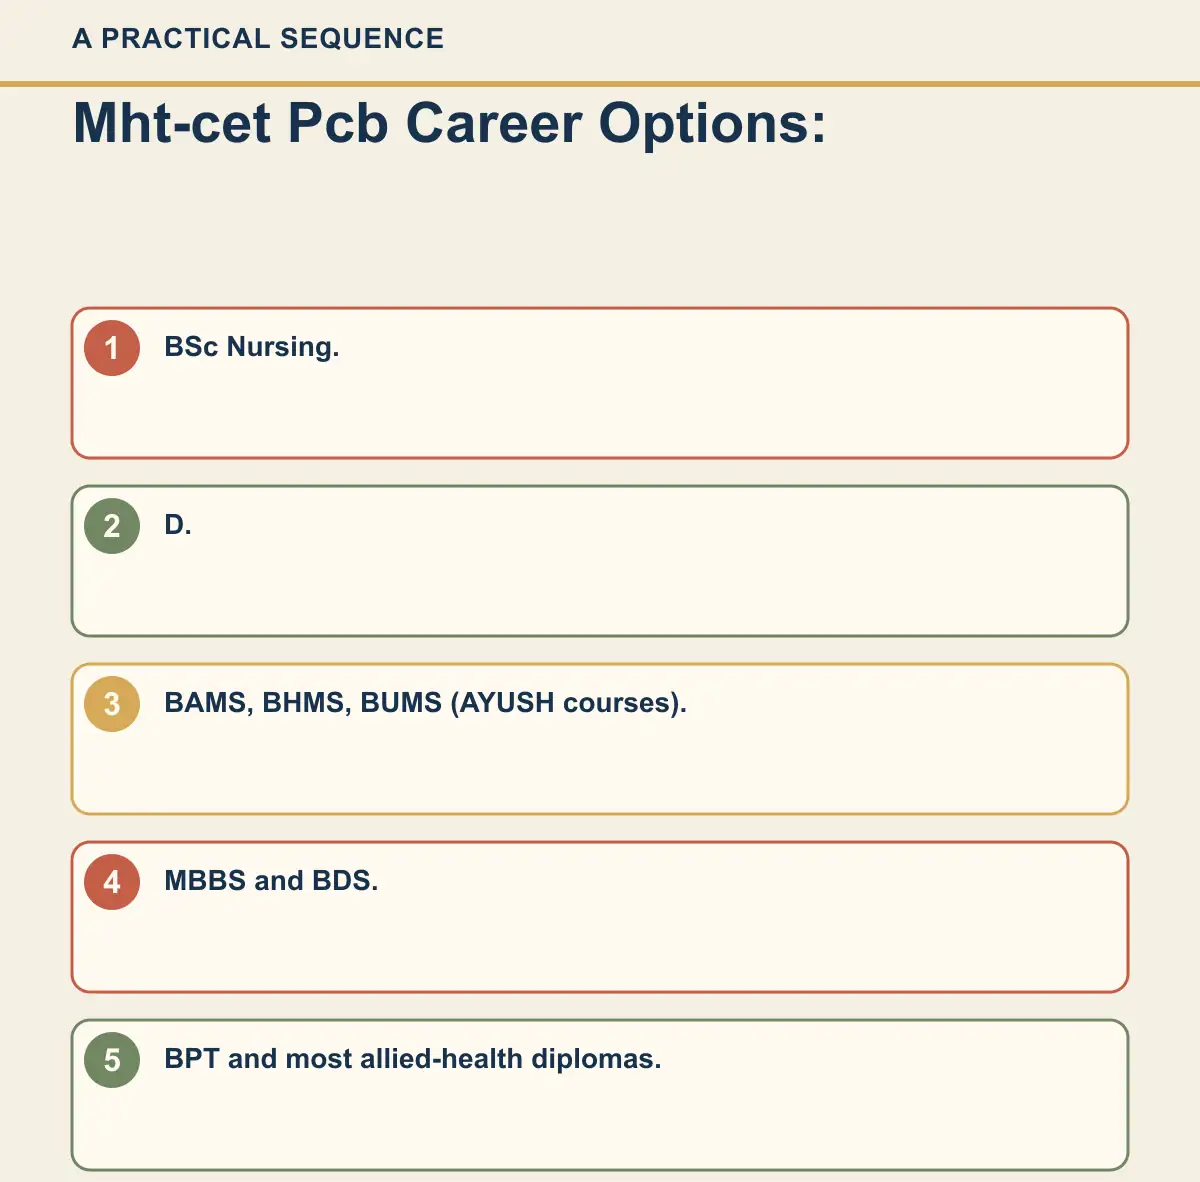 A PRACTICAL SEQUENCE
Mht-cet Pcb Career Options:
1 BSc Nursing.
2 D.
3 BAMS, BHMS, BUMS (AYUSH courses).
4 MBBS and BDS.
5 BPT and most allied-health diplomas.